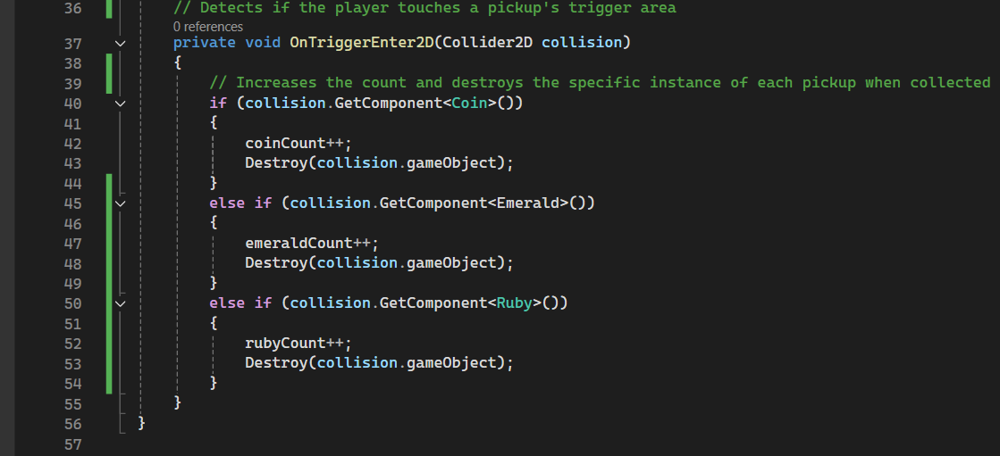 36 // Detects if the player touches a pickup's trigger area
0 references
37 private void OnTriggerEnter2D(Collider2D collision)
38 {
39 // Increases the count and destroys the specific instance of each pickup when collected
40 if (collision.GetComponent<Coin>())
41 {
42 coinCount++;
43 Destroy(collision.gameObject);
44 }
45 else if (collision.GetComponent<Emerald>())
46 {
47 emeraldCount++;
48 Destroy(collision.gameObject);
49 }
50 else if (collision.GetComponent<Ruby>())
51 {
52 rubyCount++;
53 Destroy(collision.gameObject);
54 }
55 }
56 }
57